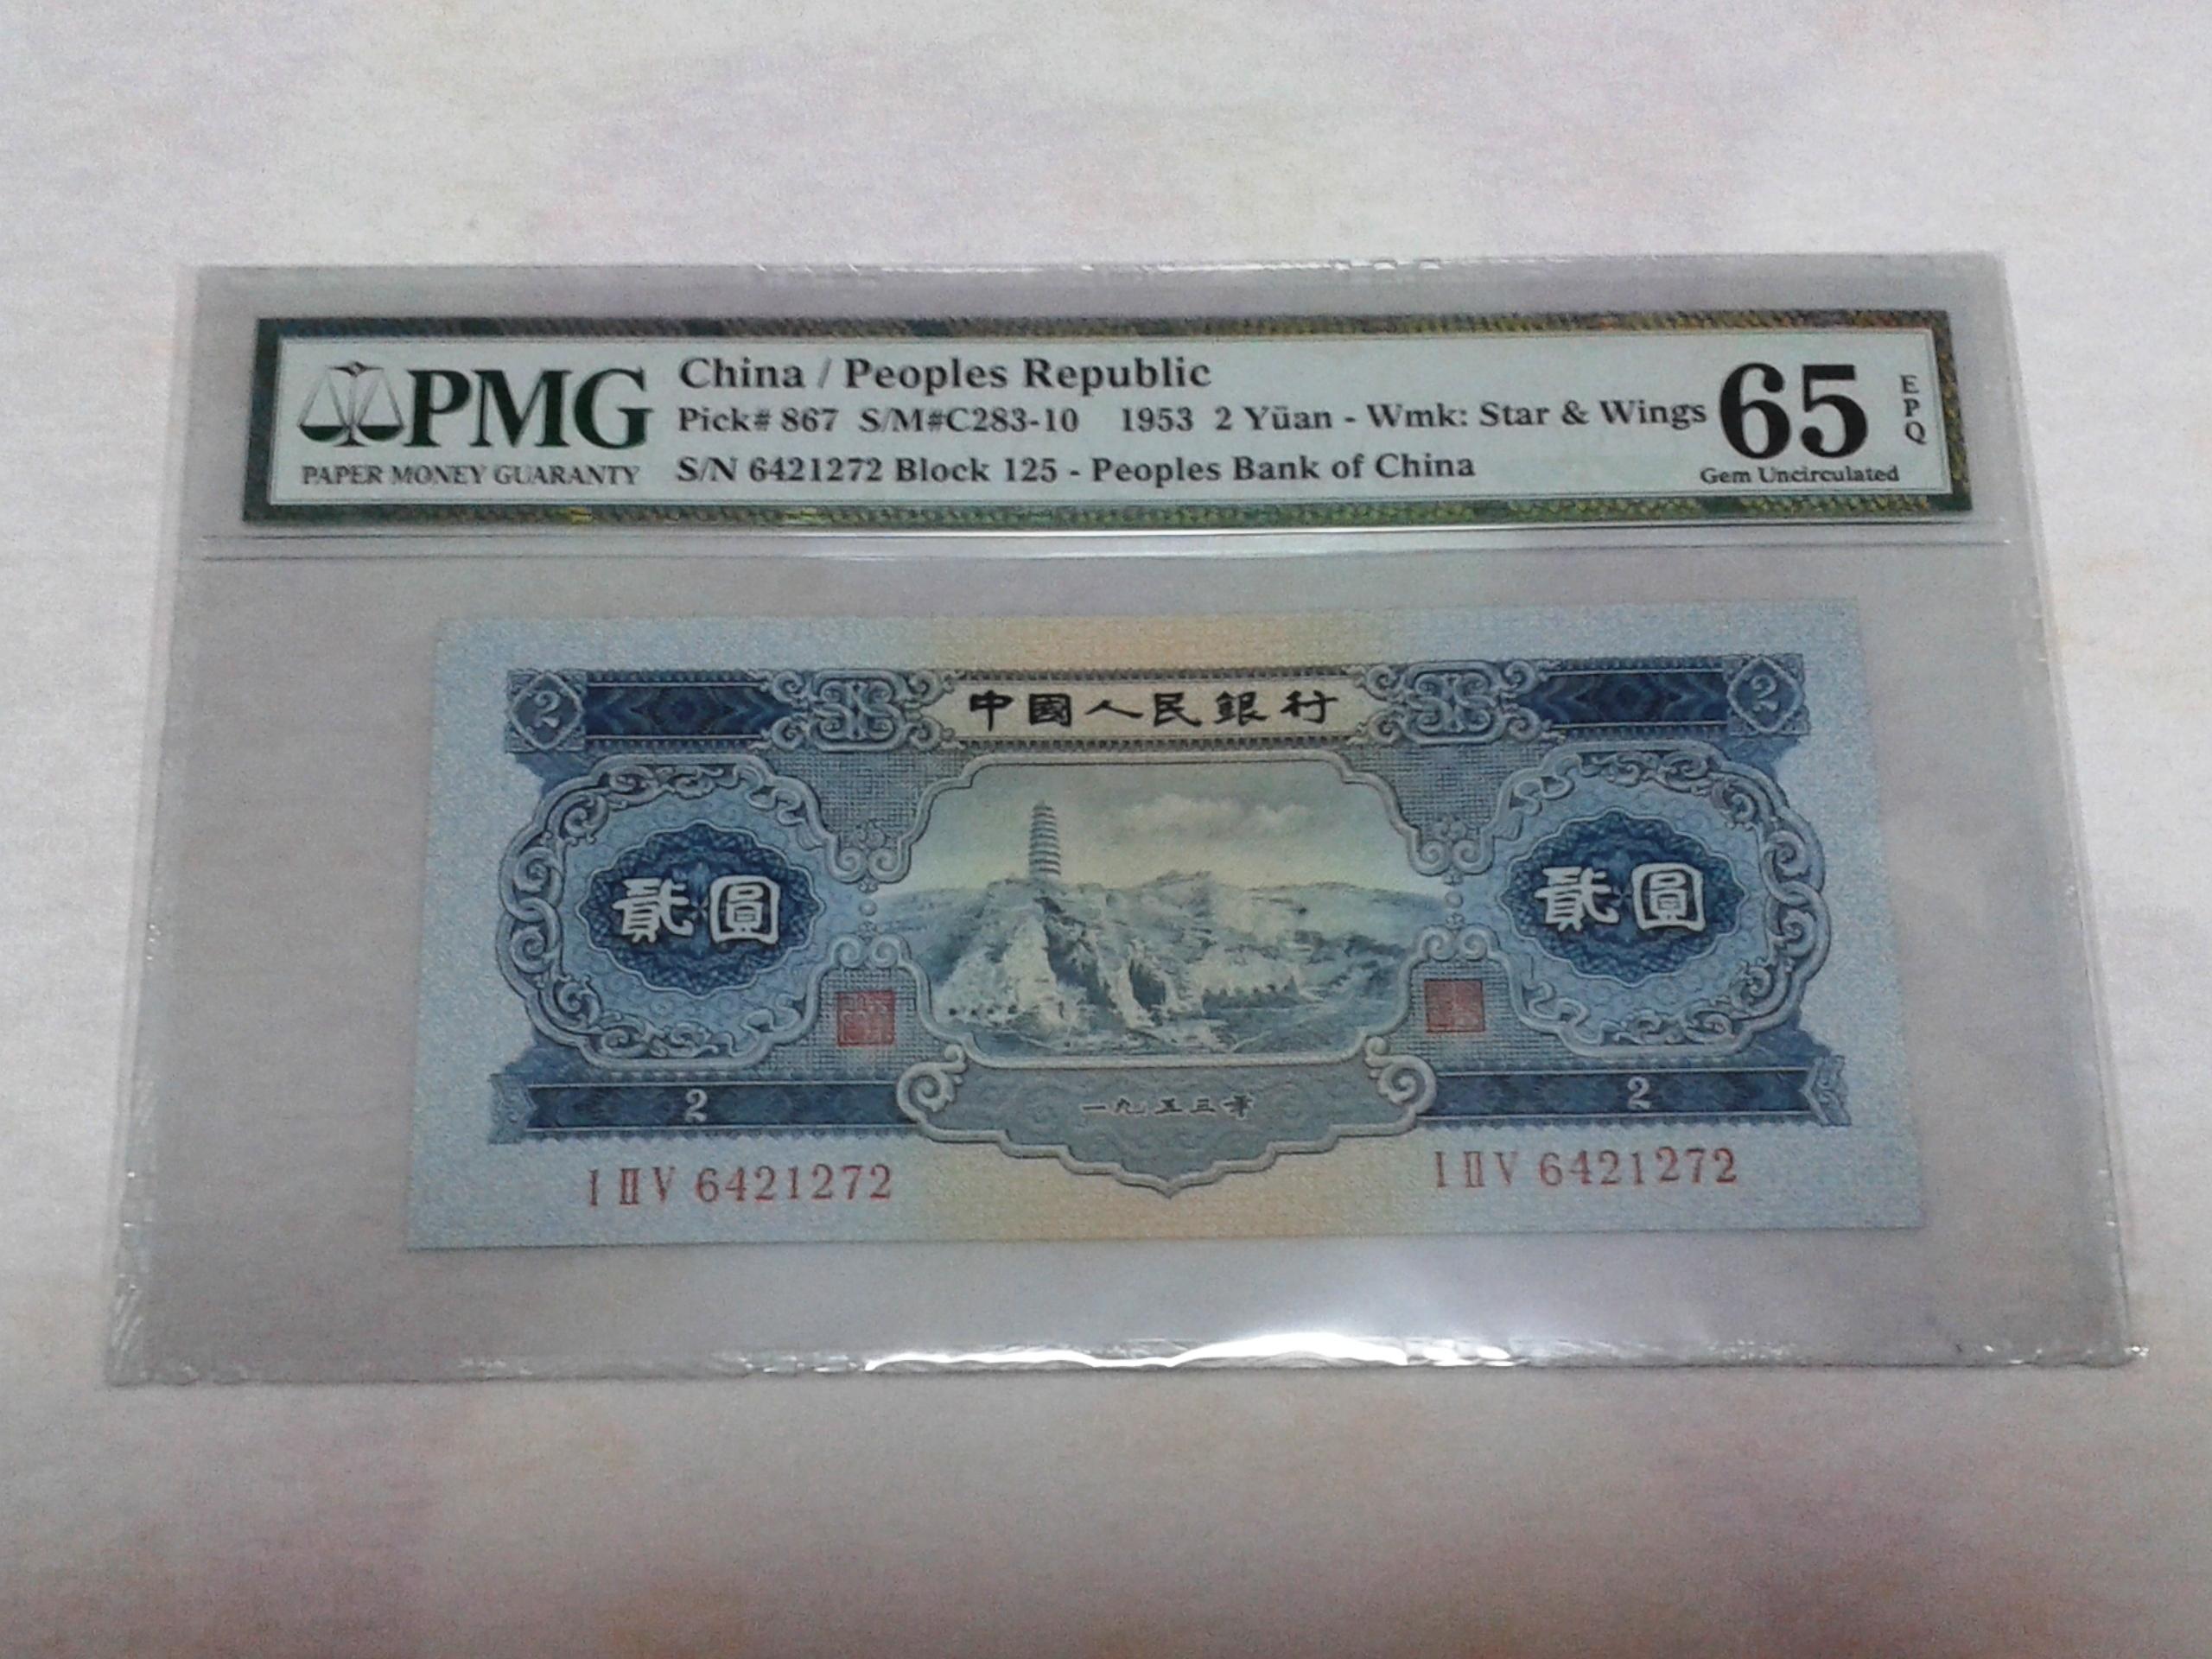 PMG
PAPER MONEY GUARANTY
China / Peoples Republic
Pick# 867 S/M#C283-10 1953 2 Yüan - Wmk: Star & Wings
S/N 6421272 Block 125 - Peoples Bank of China
65
EPQ
Gem Uncirculated
2 中國人民銀行 2
貳圓 貳圓
2 2
一九五三年
I II V 6421272 I II V 6421272